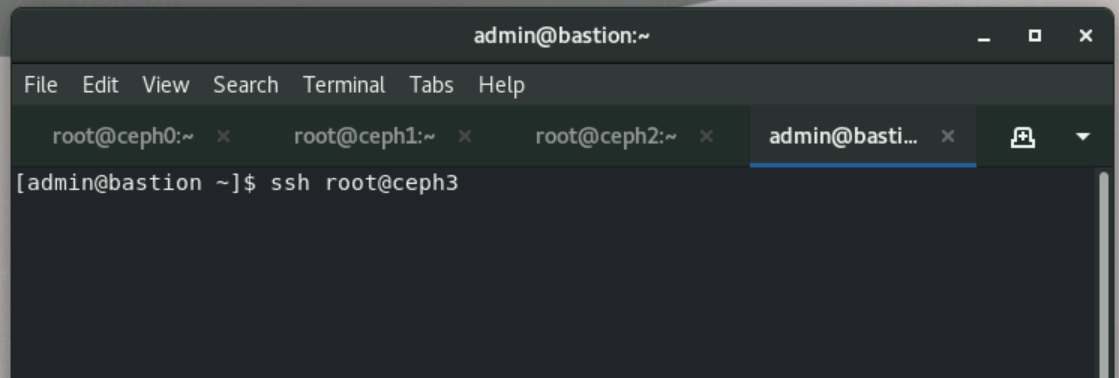 admin@bastion:~
File Edit View Search Terminal Tabs Help
root@ceph0:~ × root@ceph1:~ × root@ceph2:~ × admin@basti... ×
[admin@bastion ~]$ ssh root@ceph3